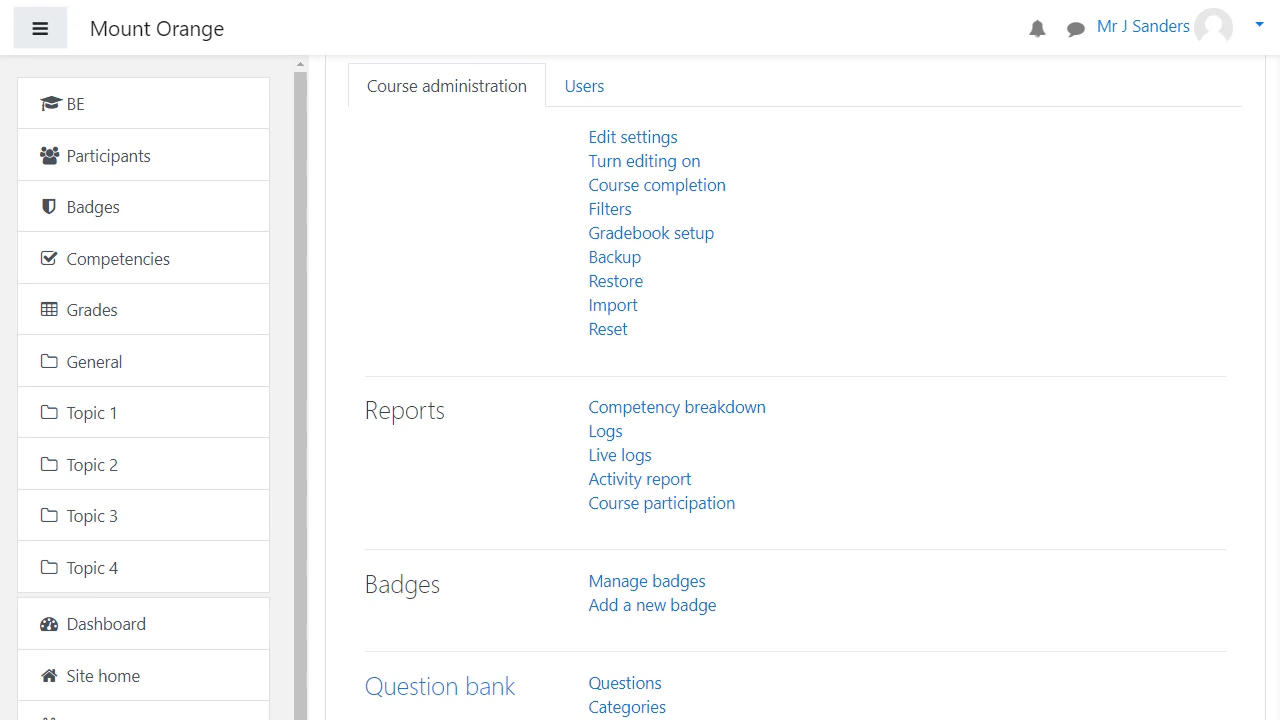 Mount Orange
Mr J Sanders
BE
Participants
Badges
Competencies
Grades
General
Topic 1
Topic 2
Topic 3
Topic 4
Dashboard
Site home
Course administration
Users
Edit settings
Turn editing on
Course completion
Filters
Gradebook setup
Backup
Restore
Import
Reset
Reports
Competency breakdown
Logs
Live logs
Activity report
Course participation
Badges
Manage badges
Add a new badge
Question bank
Questions
Categories